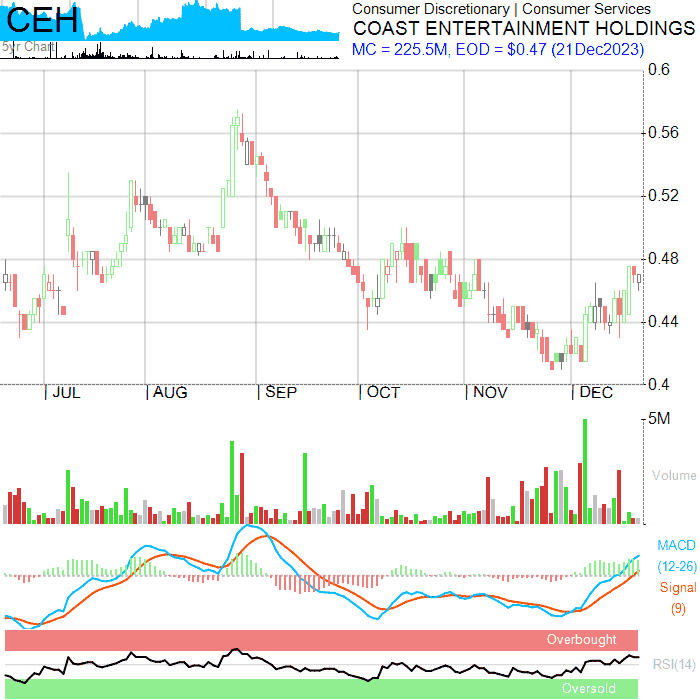 CEH
5yr Chart
Consumer Discretionary | Consumer Services
COAST ENTERTAINMENT HOLDINGS
MC = 225.5M, EOD = $0.47 (21Dec2023)
0.6
0.56
0.52
0.48
0.44
0.4
JUL AUG SEP OCT NOV DEC
5M
Volume
MACD
(12-26)
Signal
(9)
Overbought
RSI(14)
Oversold